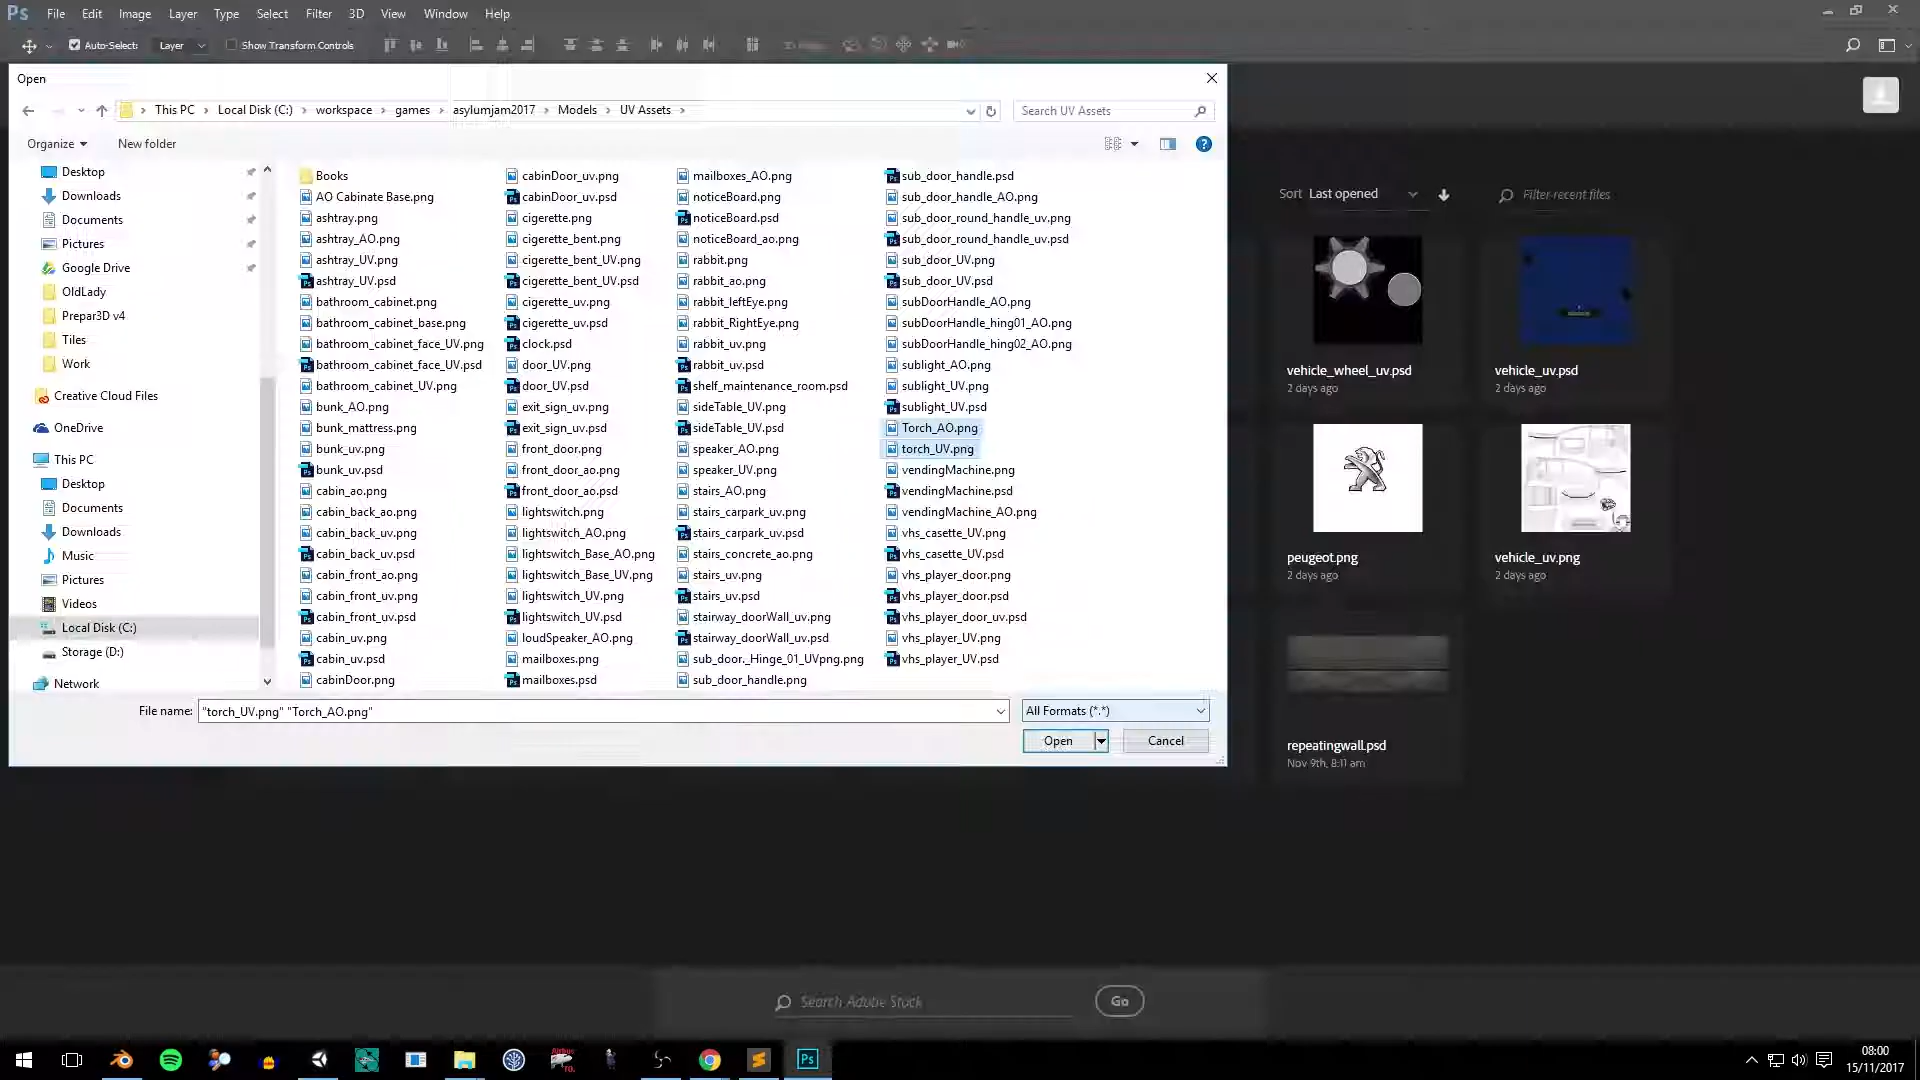 Ps File Edit Image Layer Type Select Filter 3D View Window Help
Auto-Select: Layer Show Transform Controls
Open
This PC Local Disk (C:) workspace games asylumjam2017 Models UV Assets
Search UV Assets
Organize New folder
Desktop
Downloads
Documents
Pictures
Google Drive
OldLady
Prepar3D v4
Tiles
Work
Creative Cloud Files
OneDrive
This PC
Desktop
Documents
Downloads
Music
Pictures
Videos
Local Disk (C:)
Storage (D:)
Network
Books
AO Cabinate Base.png
ashtray.png
ashtray_AO.png
ashtray_UV.png
ashtray_UV.psd
bathroom_cabinet.png
bathroom_cabinet_base.png
bathroom_cabinet_face_UV.png
bathroom_cabinet_face_UV.psd
bathroom_cabinet_UV.png
bunk_AO.png
bunk_mattress.png
bunk_uv.png
bunk_uv.psd
cabin_ao.png
cabin_back_ao.png
cabin_back_uv.png
cabin_back_uv.psd
cabin_front_ao.png
cabin_front_uv.png
cabin_front_uv.psd
cabin_uv.png
cabin_uv.psd
cabinDoor.png
cabinDoor_uv.png
cabinDoor_uv.psd
cigerette.png
cigerette_bent.png
cigerette_bent_UV.png
cigerette_bent_UV.psd
cigerette_uv.png
cigerette_uv.psd
clock.psd
door_UV.png
door_UV.psd
exit_sign_uv.png
exit_sign_uv.psd
front_door.png
front_door_ao.png
front_door_ao.psd
lightswitch.png
lightswitch_AO.png
lightswitch_Base_AO.png
lightswitch_Base_UV.png
lightswitch_UV.png
lightswitch_UV.psd
loudSpeaker_AO.png
mailboxes.png
mailboxes.psd
mailboxes_AO.png
noticeBoard.png
noticeBoard.psd
noticeBoard_ao.png
rabbit.png
rabbit_ao.png
rabbit_leftEye.png
rabbit_RightEye.png
rabbit_uv.png
rabbit_uv.psd
shelf_maintenance_room.psd
sideTable_UV.png
sideTable_UV.psd
speaker_AO.png
speaker_UV.png
stairs_AO.png
stairs_carpark_uv.png
stairs_carpark_uv.psd
stairs_concrete_ao.png
stairs_uv.png
stairs_uv.psd
stairway_doorWall_uv.png
stairway_doorWall_uv.psd
sub_door._Hinge_01_UVpng.png
sub_door_handle.png
sub_door_handle.psd
sub_door_handle_AO.png
sub_door_round_handle_uv.png
sub_door_round_handle_uv.psd
sub_door_UV.png
sub_door_UV.psd
subDoorHandle_AO.png
subDoorHandle_hing01_AO.png
subDoorHandle_hing02_AO.png
sublight_AO.png
sublight_UV.png
sublight_UV.psd
Torch_AO.png
torch_UV.png
vendingMachine.png
vendingMachine.psd
vendingMachine_AO.png
vhs_casette_UV.png
vhs_casette_UV.psd
vhs_player_door.png
vhs_player_door.psd
vhs_player_door_uv.psd
vhs_player_UV.png
vhs_player_UV.psd
File name: "torch_UV.png" "Torch_AO.png"
All Formats (*.*)
Open Cancel
Sort Last opened
Filter recent files
vehicle_wheel_uv.psd
2 days ago
vehicle_uv.psd
2 days ago
peugeot.png
2 days ago
vehicle_uv.png
2 days ago
repeatingwall.psd
Nov 9th, 8:11 am
Search Adobe Stock
Go
Ps
08:00
15/11/2017